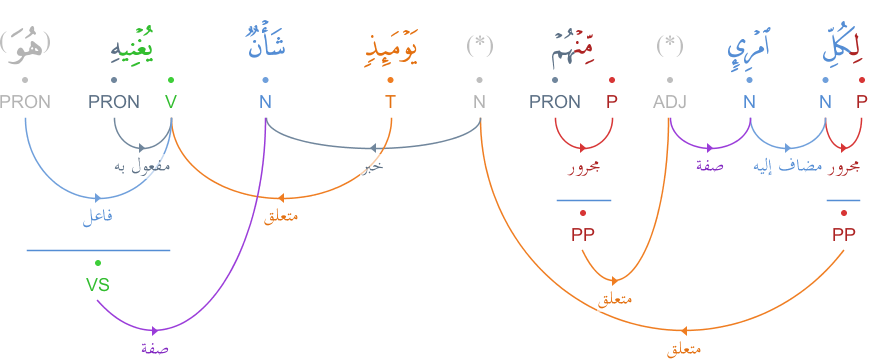 لِكُلِّ ٱمْرِئٍ (*) مِّنْهُمْ (*) يَوْمَئِذٍ شَأْنٌ يُغْنِيهِ (هُوَ)
P N N ADJ P PRON N T N V PRON PRON
مجرور مضاف إليه صفة مجرور خبر مفعول به
متعلق فاعل
PP PP
VS
متعلق
متعلق صفة